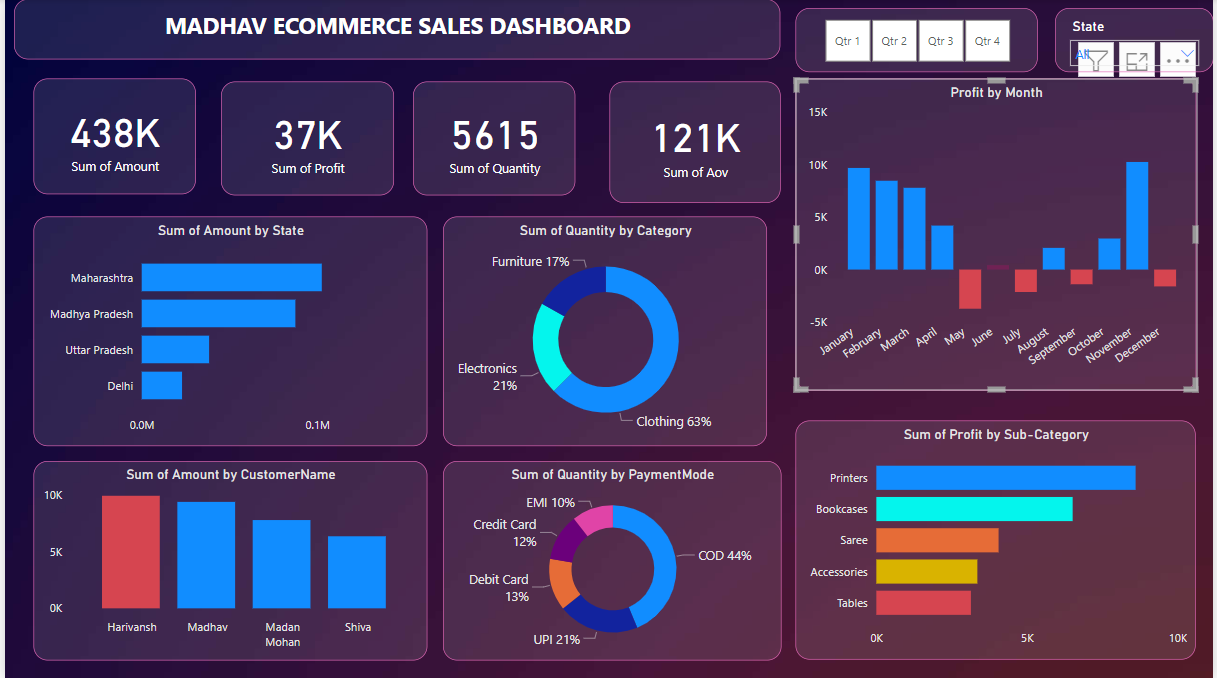 MADHAV ECOMMERCE SALES DASHBOARD
Qtr 1 Qtr 2 Qtr 3 Qtr 4
State
All
438K
Sum of Amount
37K
Sum of Profit
5615
Sum of Quantity
121K
Sum of Aov
Profit by Month
15K
10K
5K
0K
-5K
January February March April May June July August September October November December
Sum of Amount by State
Maharashtra
Madhya Pradesh
Uttar Pradesh
Delhi
0.0M 0.1M
Sum of Quantity by Category
Furniture 17%
Electronics
21%
Clothing 63%
Sum of Amount by CustomerName
10K
5K
0K
Harivansh Madhav Madan Shiva
Mohan
Sum of Quantity by PaymentMode
EMI 10%
Credit Card
12%
COD 44%
Debit Card
13%
UPI 21%
Sum of Profit by Sub-Category
Printers
Bookcases
Saree
Accessories
Tables
0K 5K 10K